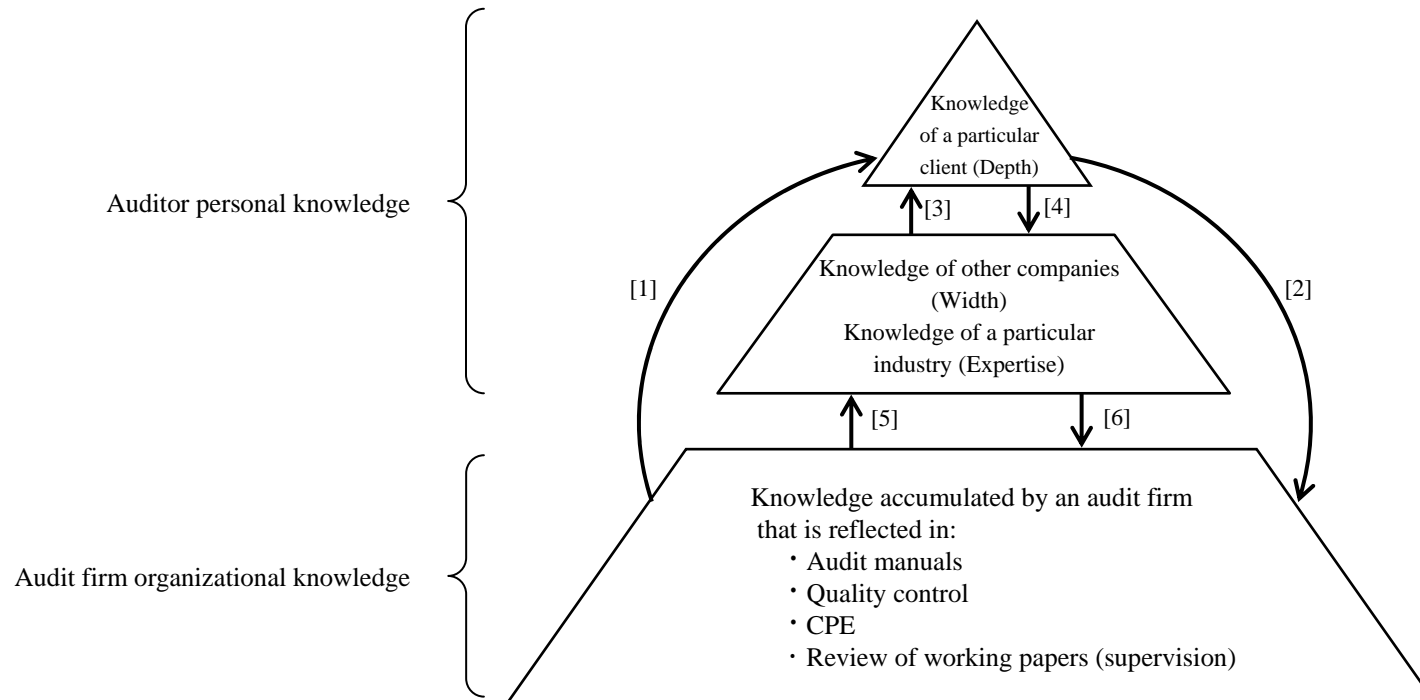 Knowledge
of a particular
client (Depth)
Auditor personal knowledge
[3]
[4]
Knowledge of other companies
(Width)
Knowledge of a particular
industry (Expertise)
[1]
[2]
[5]
[6]
Knowledge accumulated by an audit firm
that is reflected in:
・Audit manuals
・Quality control
・CPE
・Review of working papers (supervision)
Audit firm organizational knowledge